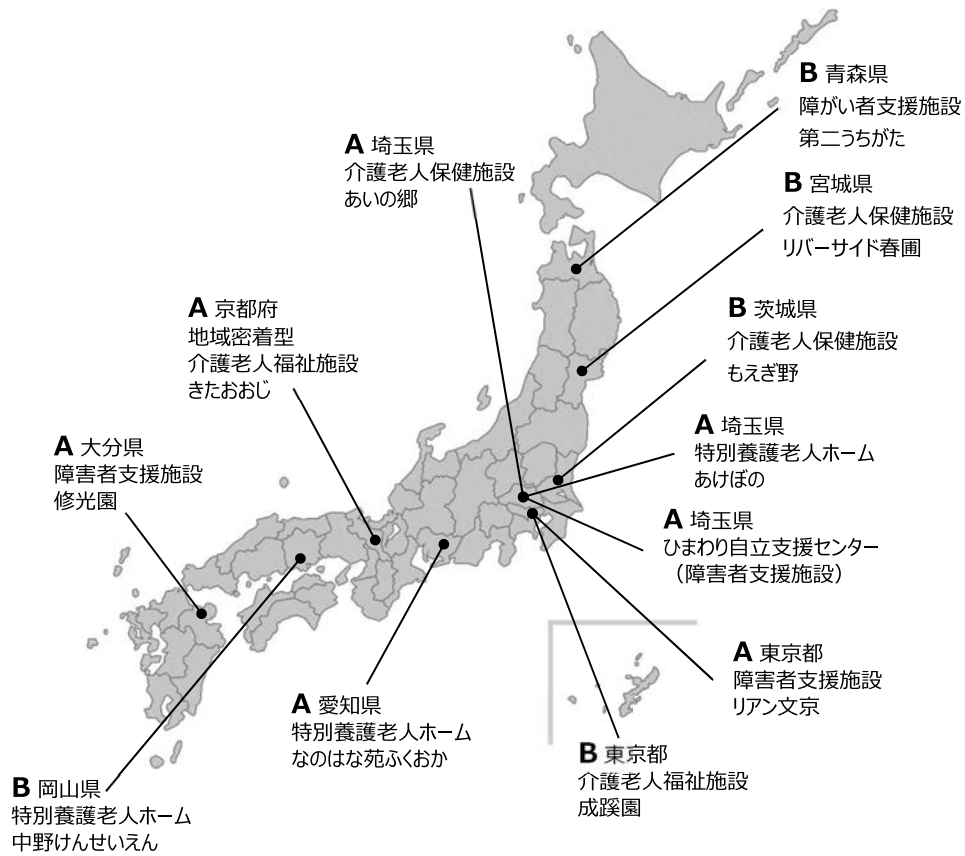 B 青森県
障がい者支援施設
第二うちがた
A 埼玉県
介護老人保健施設
あいの郷
B 宮城県
介護老人保健施設
リバーサイド春圃
A 京都府
地域密着型
介護老人福祉施設
きたおおじ
B 茨城県
介護老人保健施設
もえぎ野
A 埼玉県
特別養護老人ホーム
あけぼの
A 大分県
障害者支援施設
修光園
A 埼玉県
ひまわり自立支援センター
（障害者支援施設）
A 東京都
障害者支援施設
リアン文京
A 愛知県
特別養護老人ホーム
なのはな苑ふくおか
B 東京都
介護老人福祉施設
成蹊園
B 岡山県
特別養護老人ホーム
中野けんせいえん